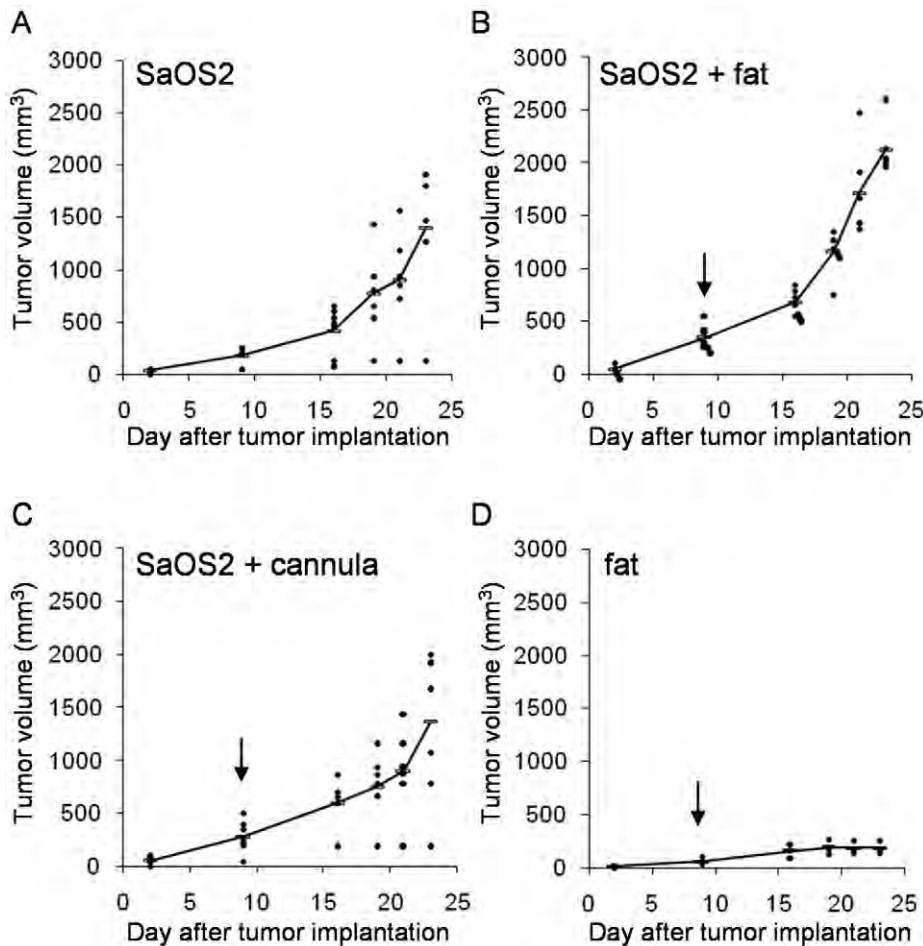 A
SaOS2
Tumor volume (mm³)
3000
2500
2000
1500
1000
500
0
0 5 10 15 20 25
Day after tumor implantation
B
SaOS2 + fat
Tumor volume (mm³)
3000
2500
2000
1500
1000
500
0
0 5 10 15 20 25
Day after tumor implantation
C
SaOS2 + cannula
Tumor volume (mm³)
3000
2500
2000
1500
1000
500
0
0 5 10 15 20 25
Day after tumor implantation
D
fat
Tumor volume (mm³)
3000
2500
2000
1500
1000
500
0
0 5 10 15 20 25
Day after tumor implantation